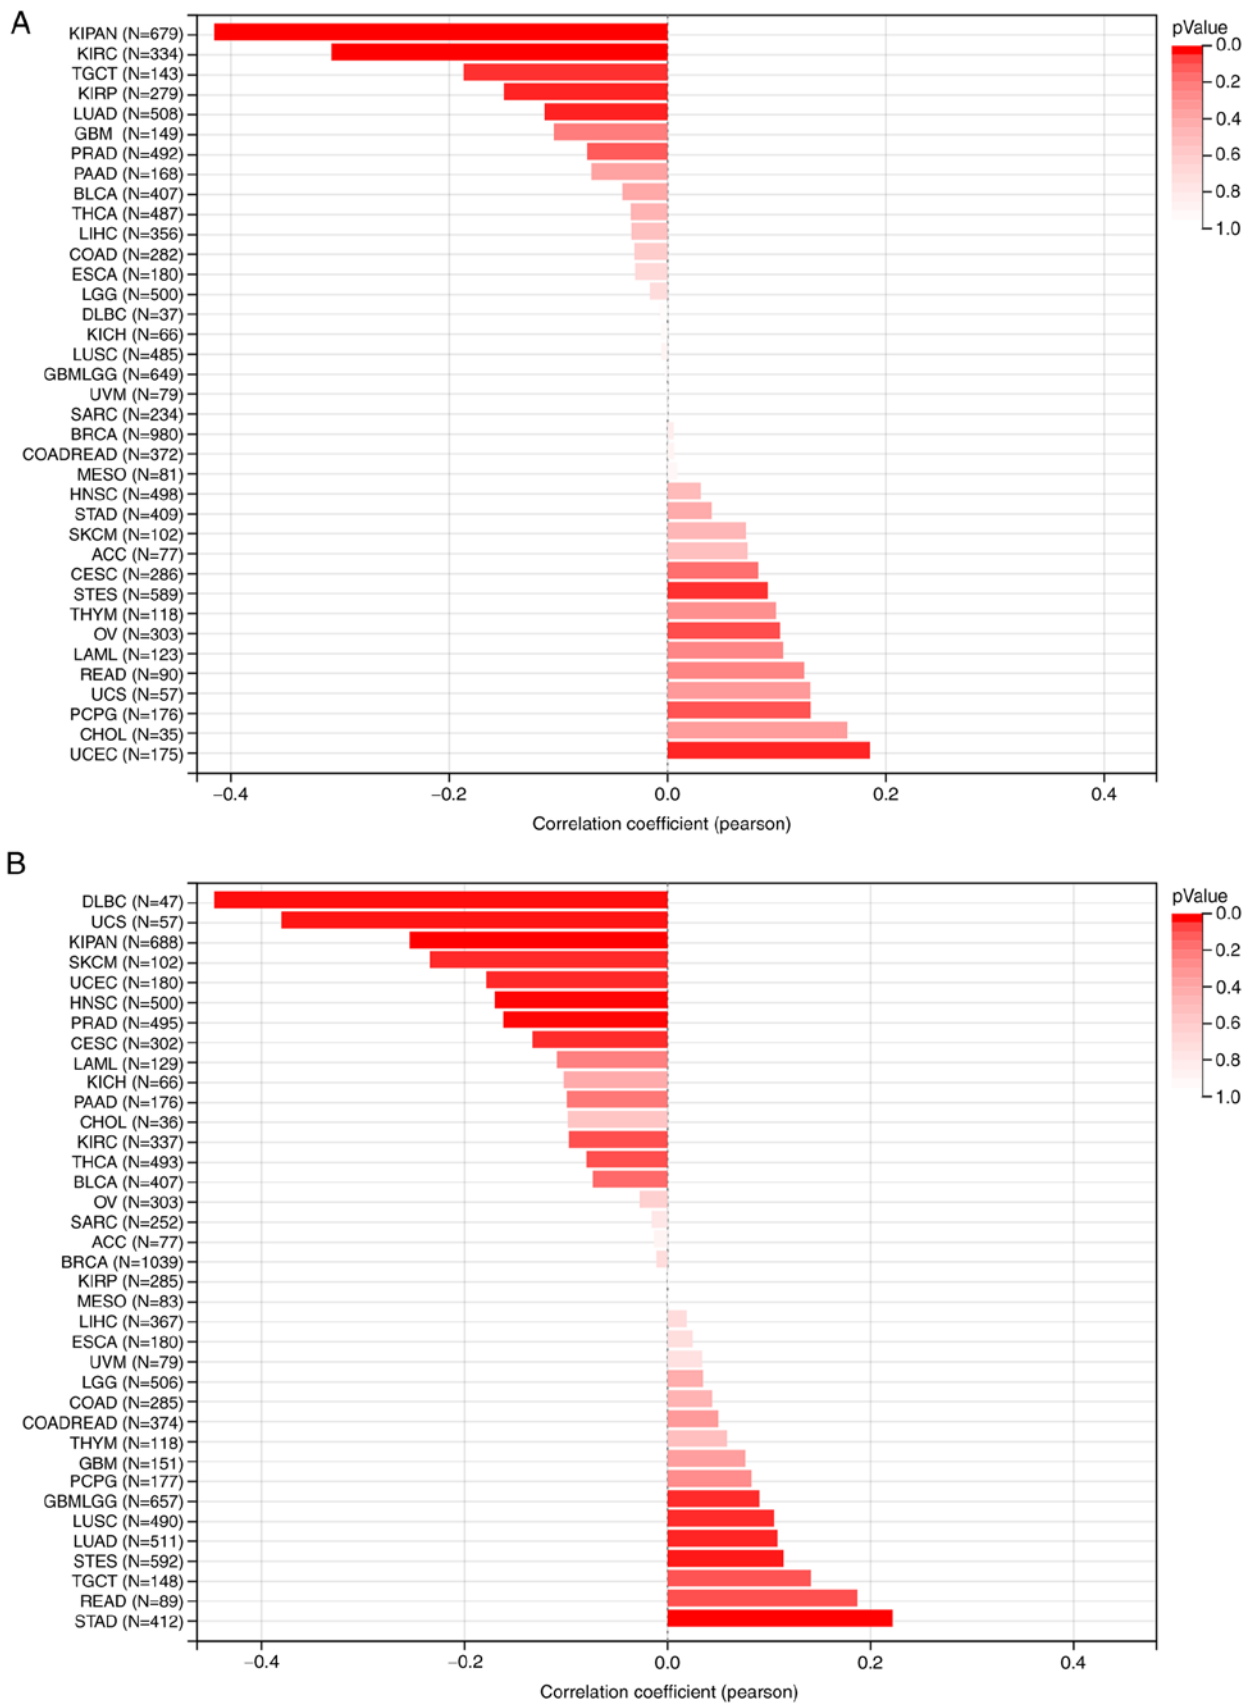 A
KIPAN (N=679)
KIRC (N=334)
TGCT (N=143)
KIRP (N=279)
LUAD (N=508)
GBM (N=149)
PRAD (N=492)
PAAD (N=168)
BLCA (N=407)
THCA (N=487)
LIHC (N=356)
COAD (N=282)
ESCA (N=180)
LGG (N=500)
DLBC (N=37)
KICH (N=66)
LUSC (N=485)
GBMLGG (N=649)
UVM (N=79)
SARC (N=234)
BRCA (N=980)
COADREAD (N=372)
MESO (N=81)
HNSC (N=498)
STAD (N=409)
SKCM (N=102)
ACC (N=77)
CESC (N=286)
STES (N=589)
THYM (N=118)
OV (N=303)
LAML (N=123)
READ (N=90)
UCS (N=57)
PCPG (N=176)
CHOL (N=35)
UCEC (N=175)
−0.4 −0.2 0.0 0.2 0.4
Correlation coefficient (pearson)
pValue
0.0
0.2
0.4
0.6
0.8
1.0
B
DLBC (N=47)
UCS (N=57)
KIPAN (N=688)
SKCM (N=102)
UCEC (N=180)
HNSC (N=500)
PRAD (N=495)
CESC (N=302)
LAML (N=129)
KICH (N=66)
PAAD (N=176)
CHOL (N=36)
KIRC (N=337)
THCA (N=493)
BLCA (N=407)
OV (N=303)
SARC (N=252)
ACC (N=77)
BRCA (N=1039)
KIRP (N=285)
MESO (N=83)
LIHC (N=367)
ESCA (N=180)
UVM (N=79)
LGG (N=506)
COAD (N=285)
COADREAD (N=374)
THYM (N=118)
GBM (N=151)
PCPG (N=177)
GBMLGG (N=657)
LUSC (N=490)
LUAD (N=511)
STES (N=592)
TGCT (N=148)
READ (N=89)
STAD (N=412)
−0.4 −0.2 0.0 0.2 0.4
Correlation coefficient (pearson)
pValue
0.0
0.2
0.4
0.6
0.8
1.0